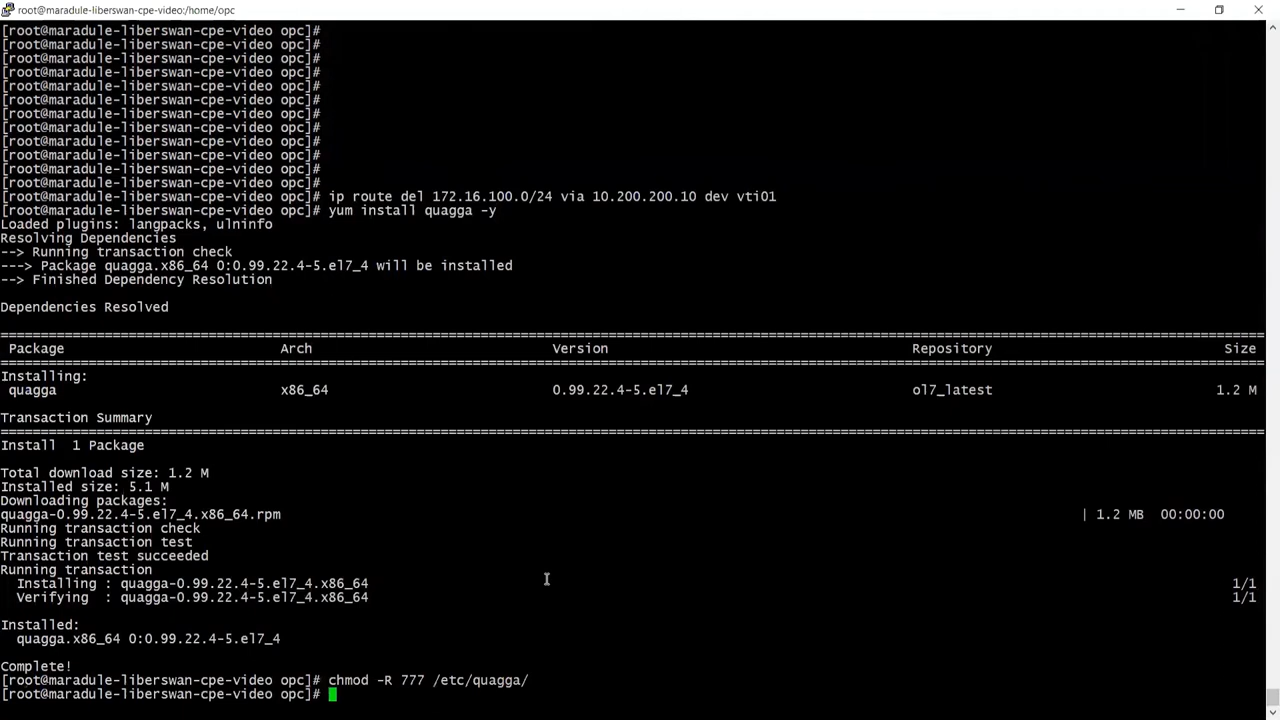 root@maradule-liberswan-cpe-video:/home/opc
[root@maradule-liberswan-cpe-video opc]#
[root@maradule-liberswan-cpe-video opc]#
[root@maradule-liberswan-cpe-video opc]#
[root@maradule-liberswan-cpe-video opc]#
[root@maradule-liberswan-cpe-video opc]#
[root@maradule-liberswan-cpe-video opc]#
[root@maradule-liberswan-cpe-video opc]#
[root@maradule-liberswan-cpe-video opc]#
[root@maradule-liberswan-cpe-video opc]#
[root@maradule-liberswan-cpe-video opc]#
[root@maradule-liberswan-cpe-video opc]#
[root@maradule-liberswan-cpe-video opc]#
[root@maradule-liberswan-cpe-video opc]# ip route del 172.16.100.0/24 via 10.200.200.10 dev vti01
[root@maradule-liberswan-cpe-video opc]# yum install quagga -y
Loaded plugins: langpacks, ulninfo
Resolving Dependencies
--> Running transaction check
---> Package quagga.x86_64 0:0.99.22.4-5.el7_4 will be installed
--> Finished Dependency Resolution
Dependencies Resolved
================================================================================
Package Arch Version Repository Size
================================================================================
Installing:
quagga x86_64 0.99.22.4-5.el7_4 ol7_latest 1.2 M
Transaction Summary
================================================================================
Install 1 Package
Total download size: 1.2 M
Installed size: 5.1 M
Downloading packages:
quagga-0.99.22.4-5.el7_4.x86_64.rpm | 1.2 MB 00:00:00
Running transaction check
Running transaction test
Transaction test succeeded
Running transaction
Installing : quagga-0.99.22.4-5.el7_4.x86_64 1/1
Verifying : quagga-0.99.22.4-5.el7_4.x86_64 1/1
Installed:
quagga.x86_64 0:0.99.22.4-5.el7_4
Complete!
[root@maradule-liberswan-cpe-video opc]# chmod -R 777 /etc/quagga/
[root@maradule-liberswan-cpe-video opc]#